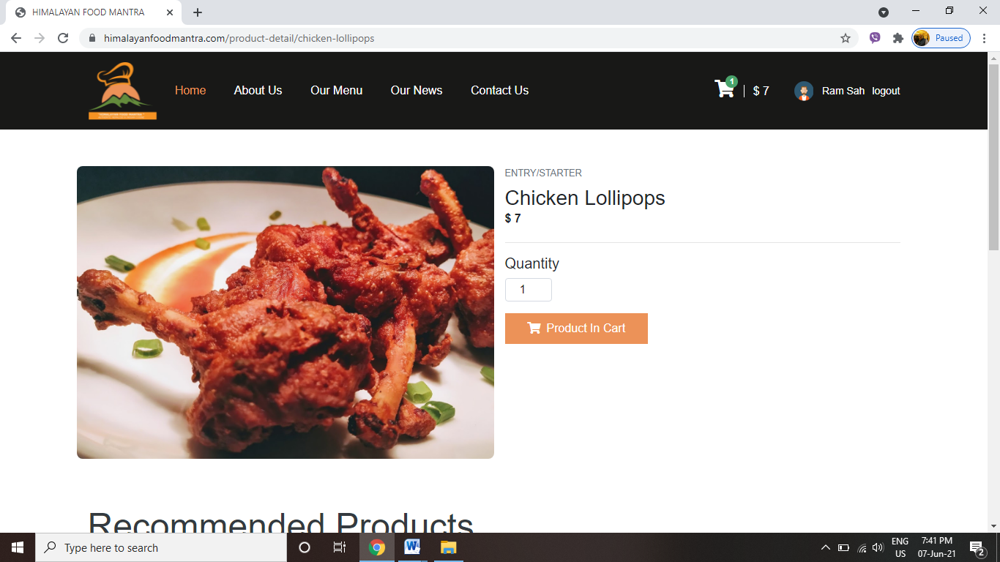 HIMALAYAN FOOD MANTRA
himalayanfoodmantra.com/product-detail/chicken-lollipops
Paused
Home
About Us
Our Menu
Our News
Contact Us
1
$ 7
Ram Sah
logout
ENTRY/STARTER
Chicken Lollipops
$ 7
Quantity
1
Product In Cart
Recommended Products
Type here to search
ENG
US
7:41 PM
07-Jun-21
2